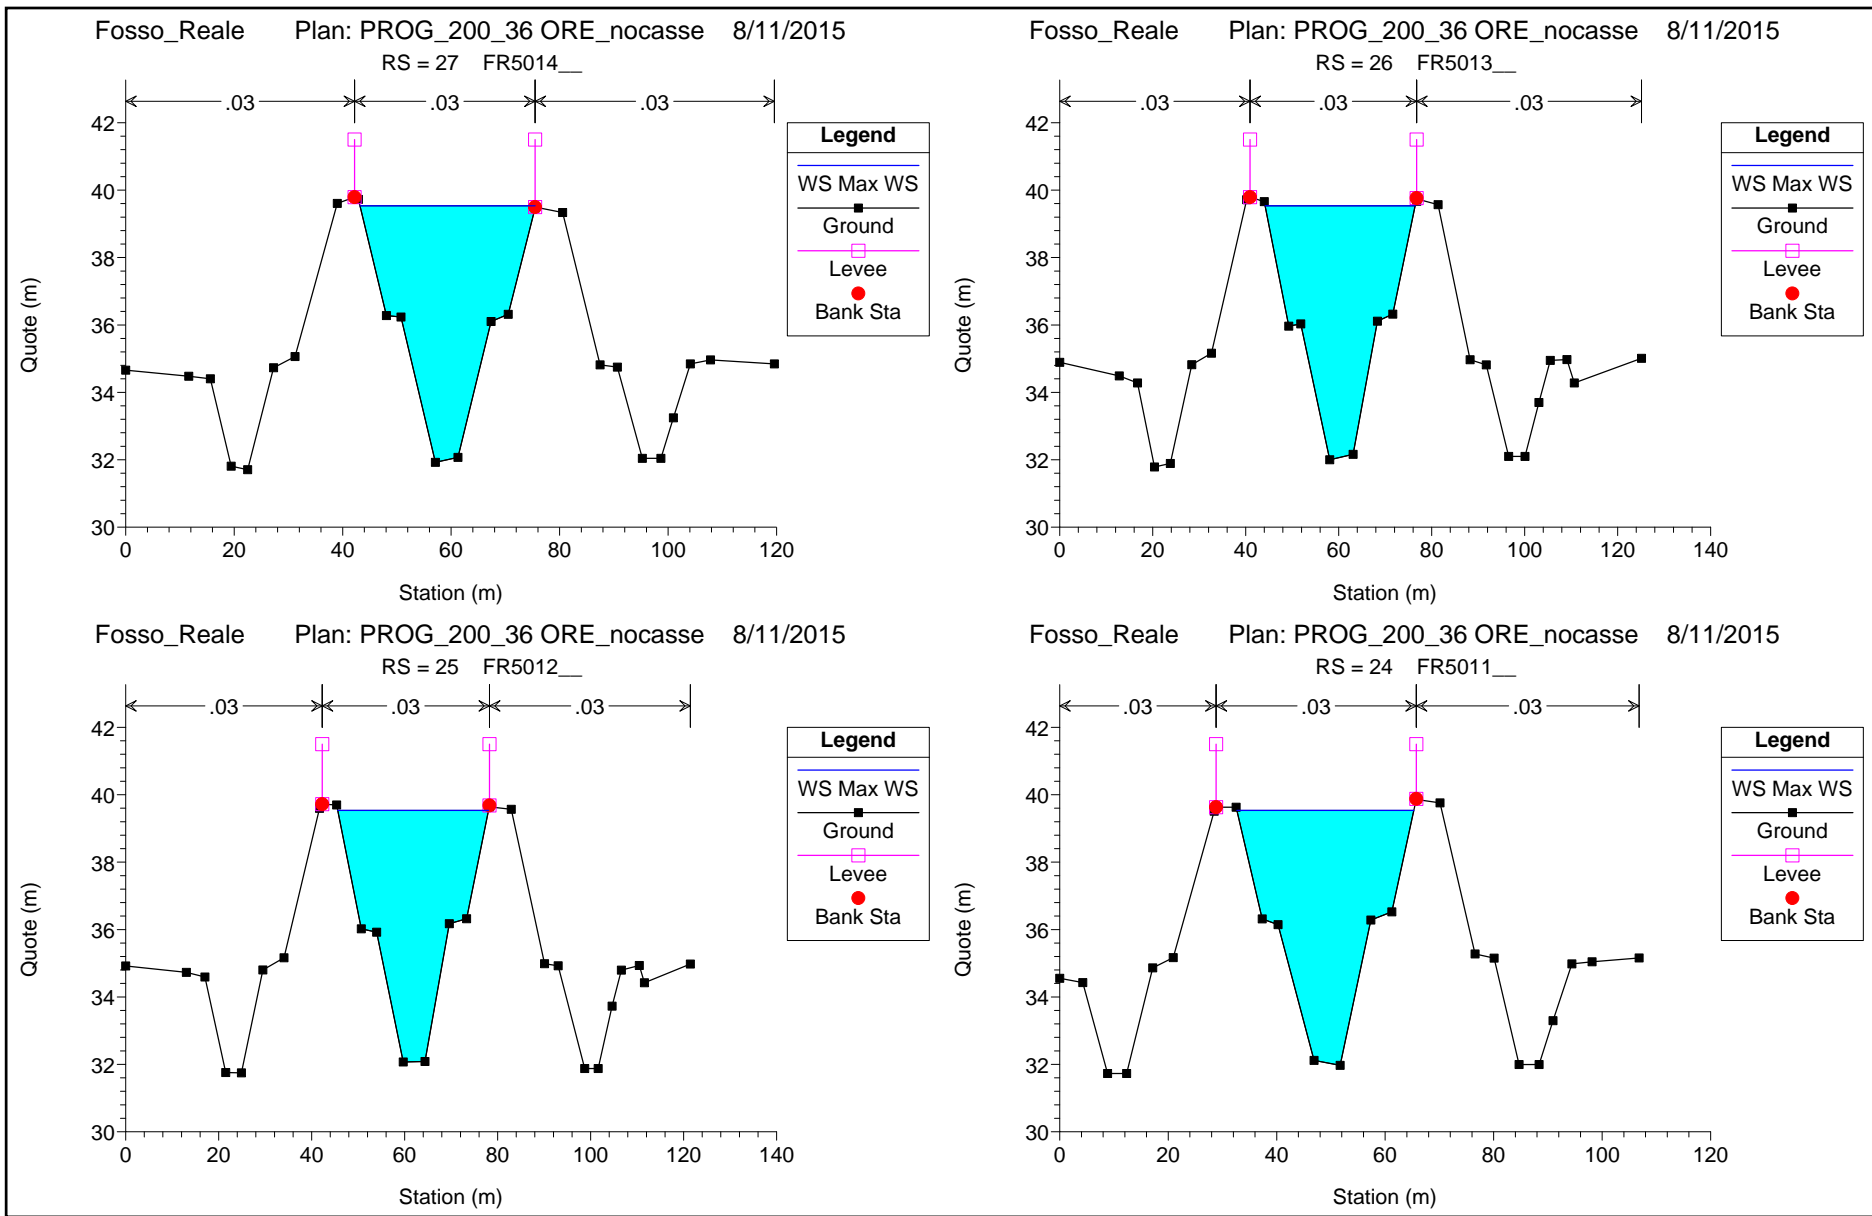 Fosso_Reale Plan: PROG_200_36 ORE_nocasse 8/11/2015
RS = 27 FR5014__
.03 .03 .03
42
40
38
36
34
32
30
0 20 40 60 80 100 120
Station (m)
Quote (m)
Legend
WS Max WS
Ground
Levee
Bank Sta
Fosso_Reale Plan: PROG_200_36 ORE_nocasse 8/11/2015
RS = 26 FR5013__
.03 .03 .03
42
40
38
36
34
32
30
0 20 40 60 80 100 120 140
Station (m)
Quote (m)
Legend
WS Max WS
Ground
Levee
Bank Sta
Fosso_Reale Plan: PROG_200_36 ORE_nocasse 8/11/2015
RS = 25 FR5012__
.03 .03 .03
42
40
38
36
34
32
30
0 20 40 60 80 100 120 140
Station (m)
Quote (m)
Legend
WS Max WS
Ground
Levee
Bank Sta
Fosso_Reale Plan: PROG_200_36 ORE_nocasse 8/11/2015
RS = 24 FR5011__
.03 .03 .03
42
40
38
36
34
32
30
0 20 40 60 80 100 120
Station (m)
Quote (m)
Legend
WS Max WS
Ground
Levee
Bank Sta